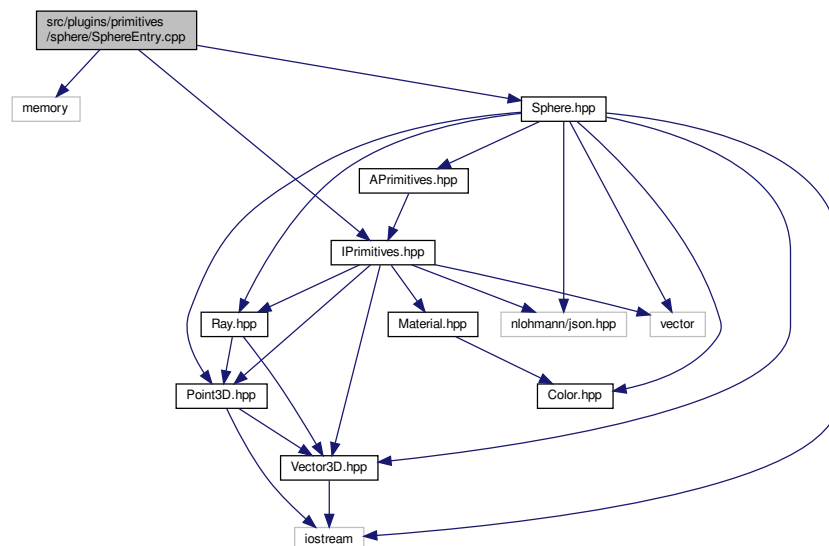 src/plugins/primitives
/sphere/SphereEntry.cpp
memory
Sphere.hpp
APrimitives.hpp
IPrimitives.hpp
Ray.hpp
Material.hpp
nlohmann/json.hpp
vector
Point3D.hpp
Color.hpp
Vector3D.hpp
iostream